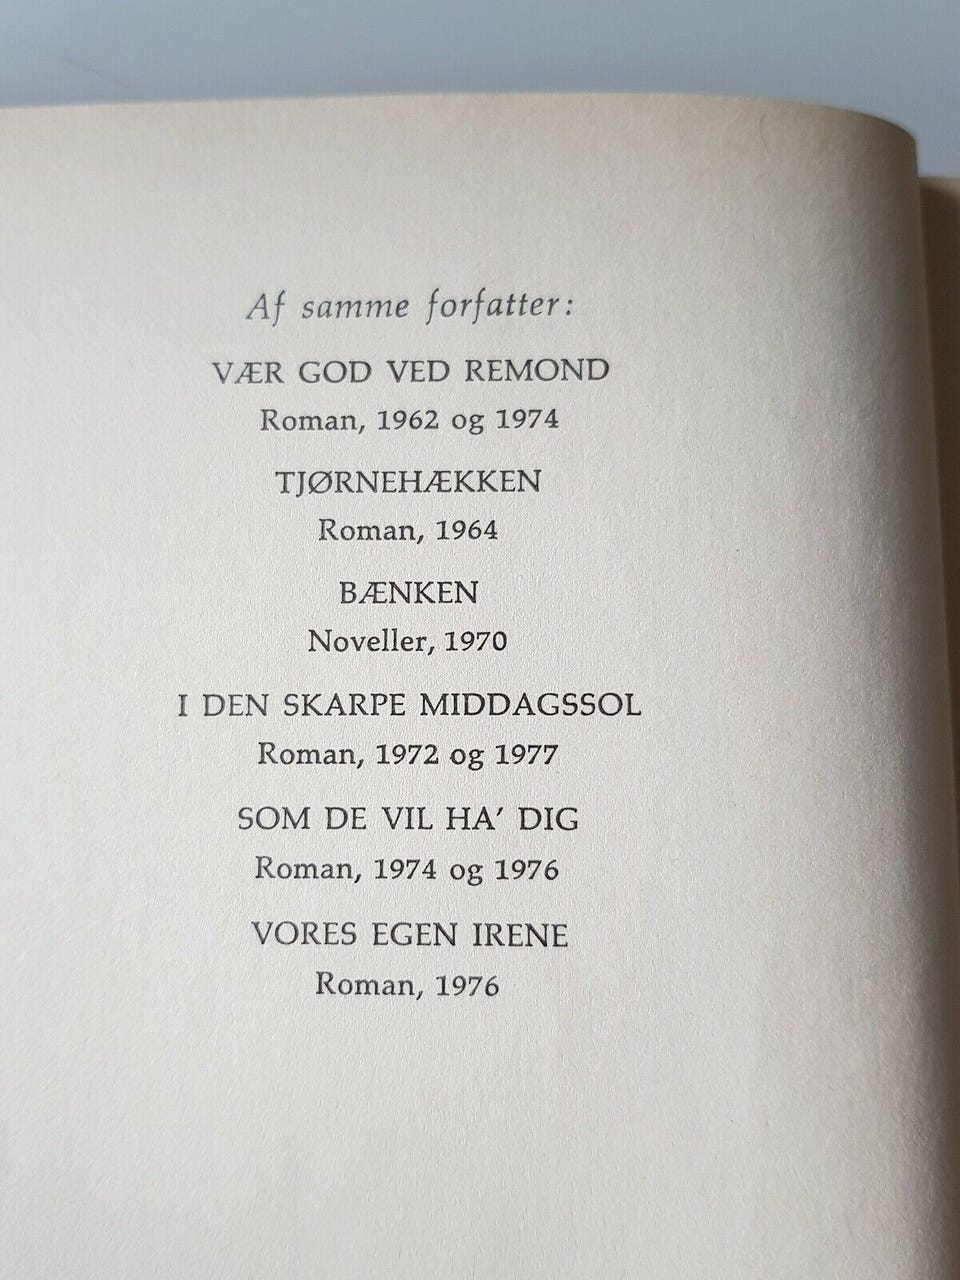 Af samme forfatter:
VÆR GOD VED REMOND
Roman, 1962 og 1974
TJØRNEHÆKKEN
Roman, 1964
BÆNKEN
Noveller, 1970
I DEN SKARPE MIDDAGSSOL
Roman, 1972 og 1977
SOM DE VIL HA’ DIG
Roman, 1974 og 1976
VORES EGEN IRENE
Roman, 1976